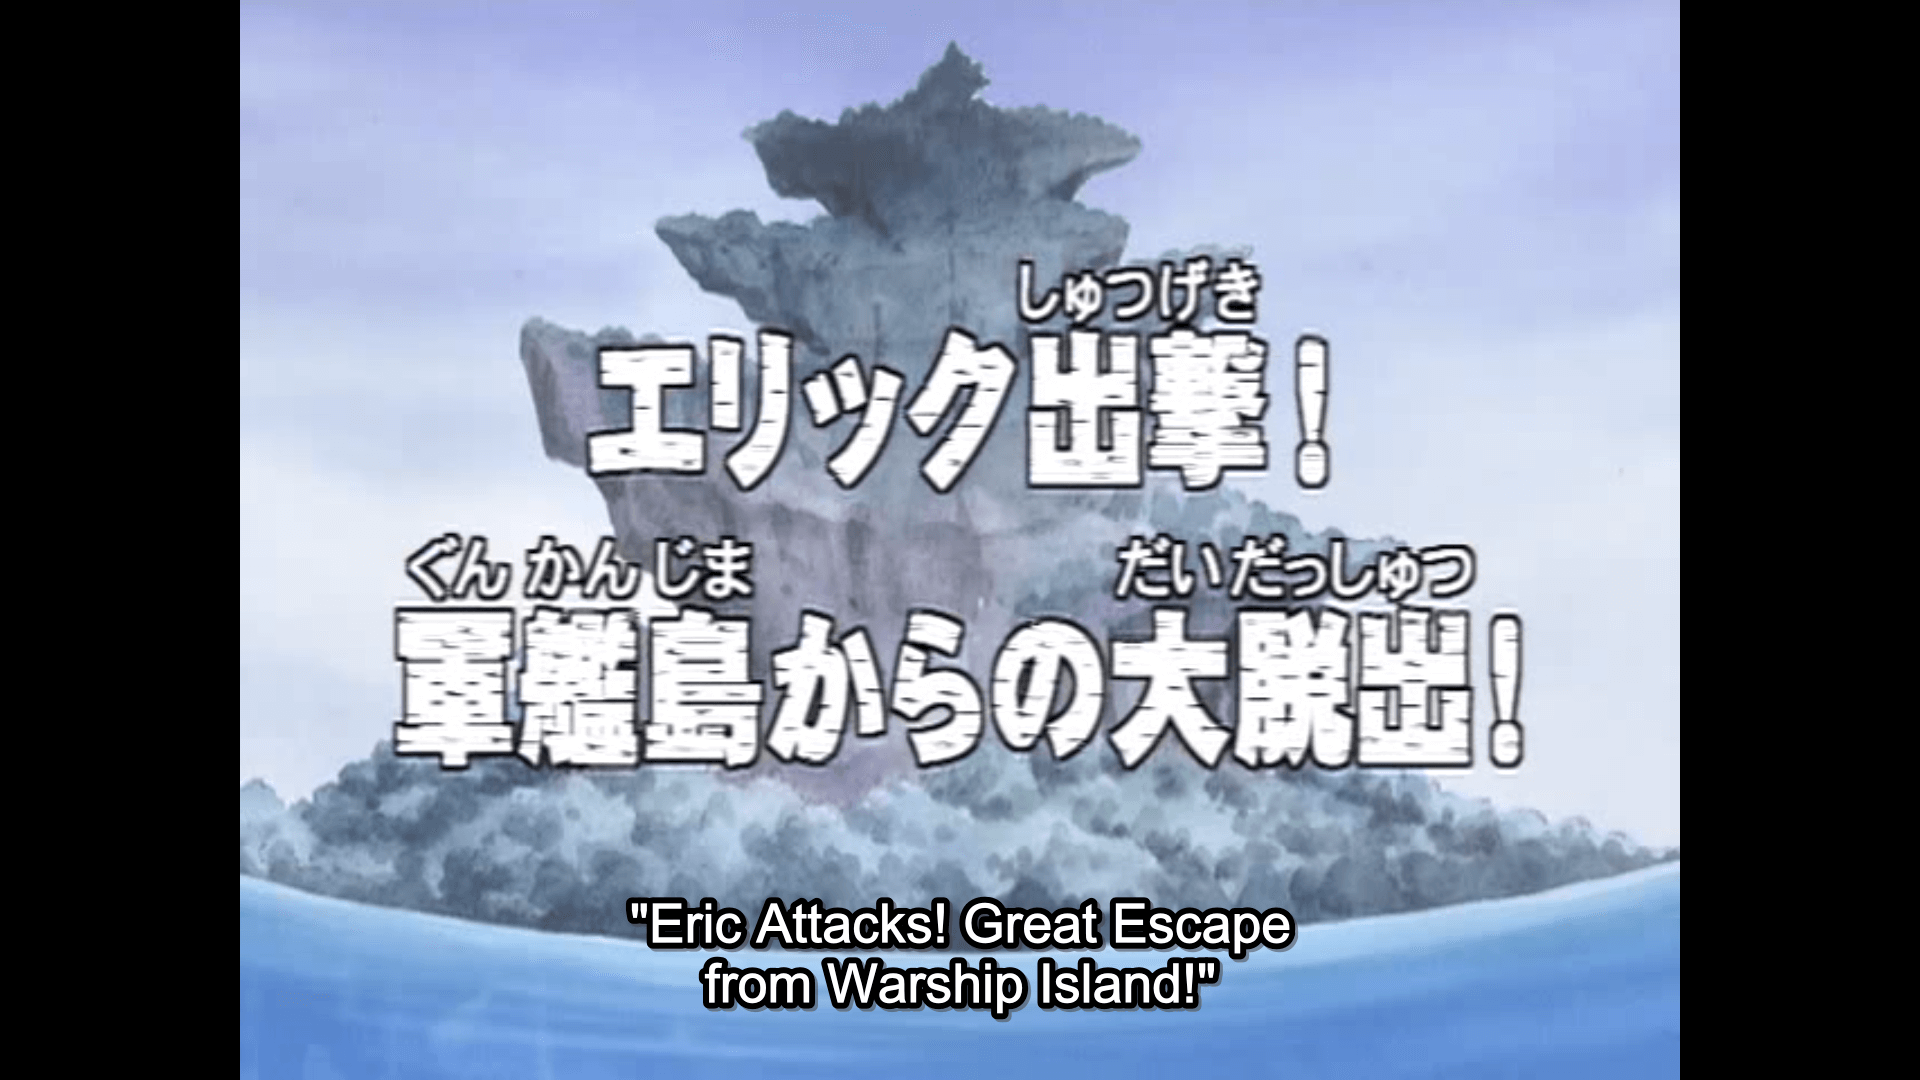 しゅつげき
エリック出撃!
ぐんかんじま だいだっしゅつ
軍艦島からの大脱出!
"Eric Attacks! Great Escape
from Warship Island!"